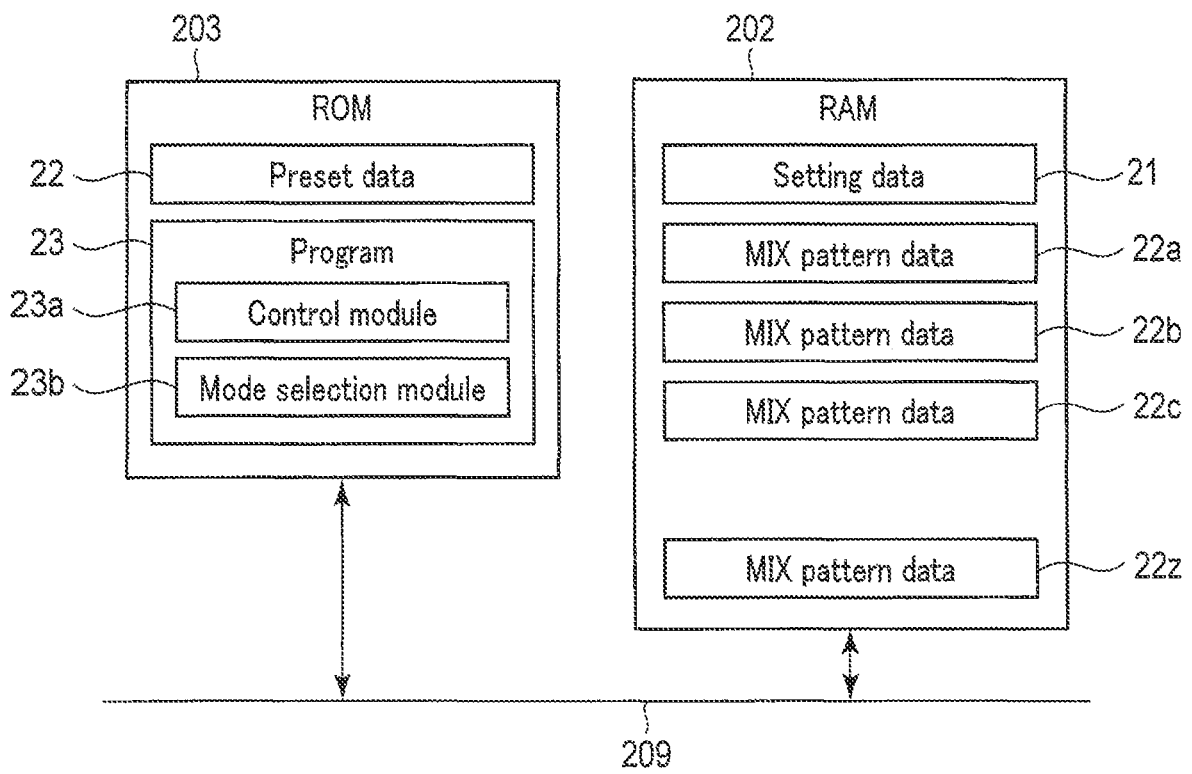 203
ROM
22
Preset data
23
Program
23a
Control module
23b
Mode selection module
202
RAM
Setting data
21
MIX pattern data
22a
MIX pattern data
22b
MIX pattern data
22c
MIX pattern data
22z
209